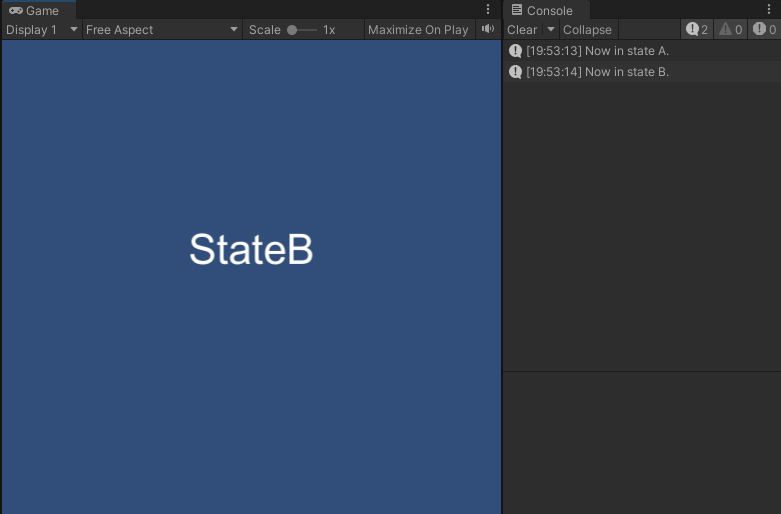 Game
Display 1 Free Aspect Scale 1x Maximize On Play
StateB
Console
Clear Collapse 2 0 0
[19:53:13] Now in state A.
[19:53:14] Now in state B.